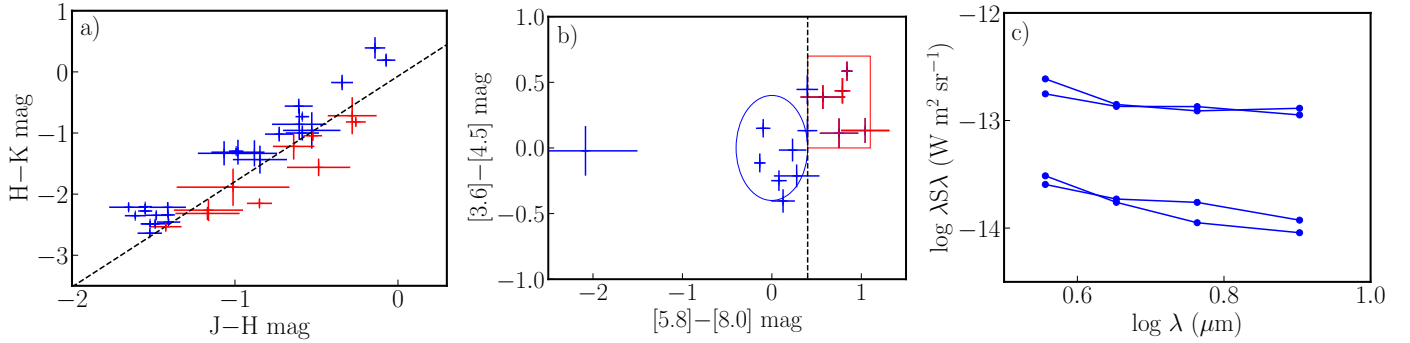 a)
H−K mag
1
0
−1
−2
−3
−2
−1
0
J−H mag
b)
[3.6]−[4.5] mag
1.0
0.5
0.0
−0.5
−1.0
−2
−1
0
1
[5.8]−[8.0] mag
c)
log λSλ (W m² sr⁻¹)
−12
−13
−14
0.6
0.8
1.0
log λ (μm)